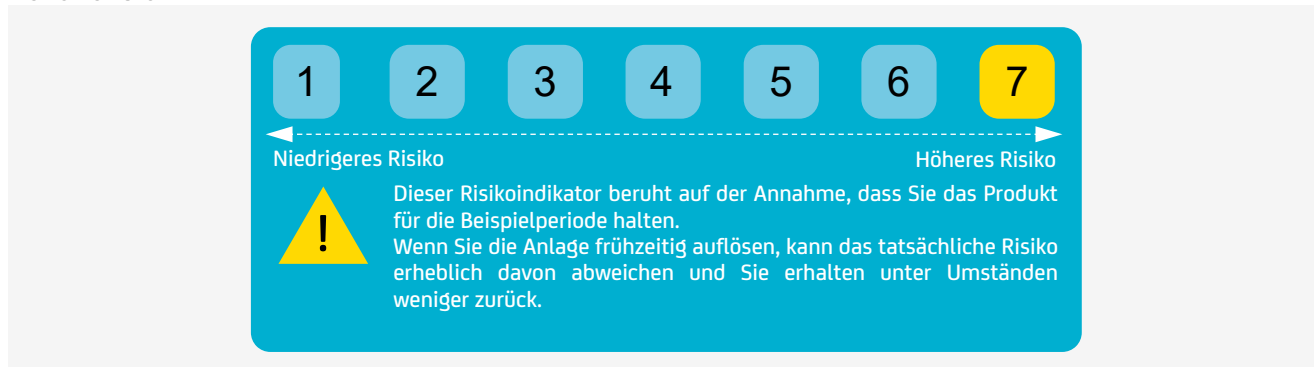 1 2 3 4 5 6 7
Niedrigeres Risiko Höheres Risiko
! Dieser Risikoindikator beruht auf der Annahme, dass Sie das Produkt
für die Beispielperiode halten.
Wenn Sie die Anlage frühzeitig auflösen, kann das tatsächliche Risiko
erheblich davon abweichen und Sie erhalten unter Umständen
weniger zurück.